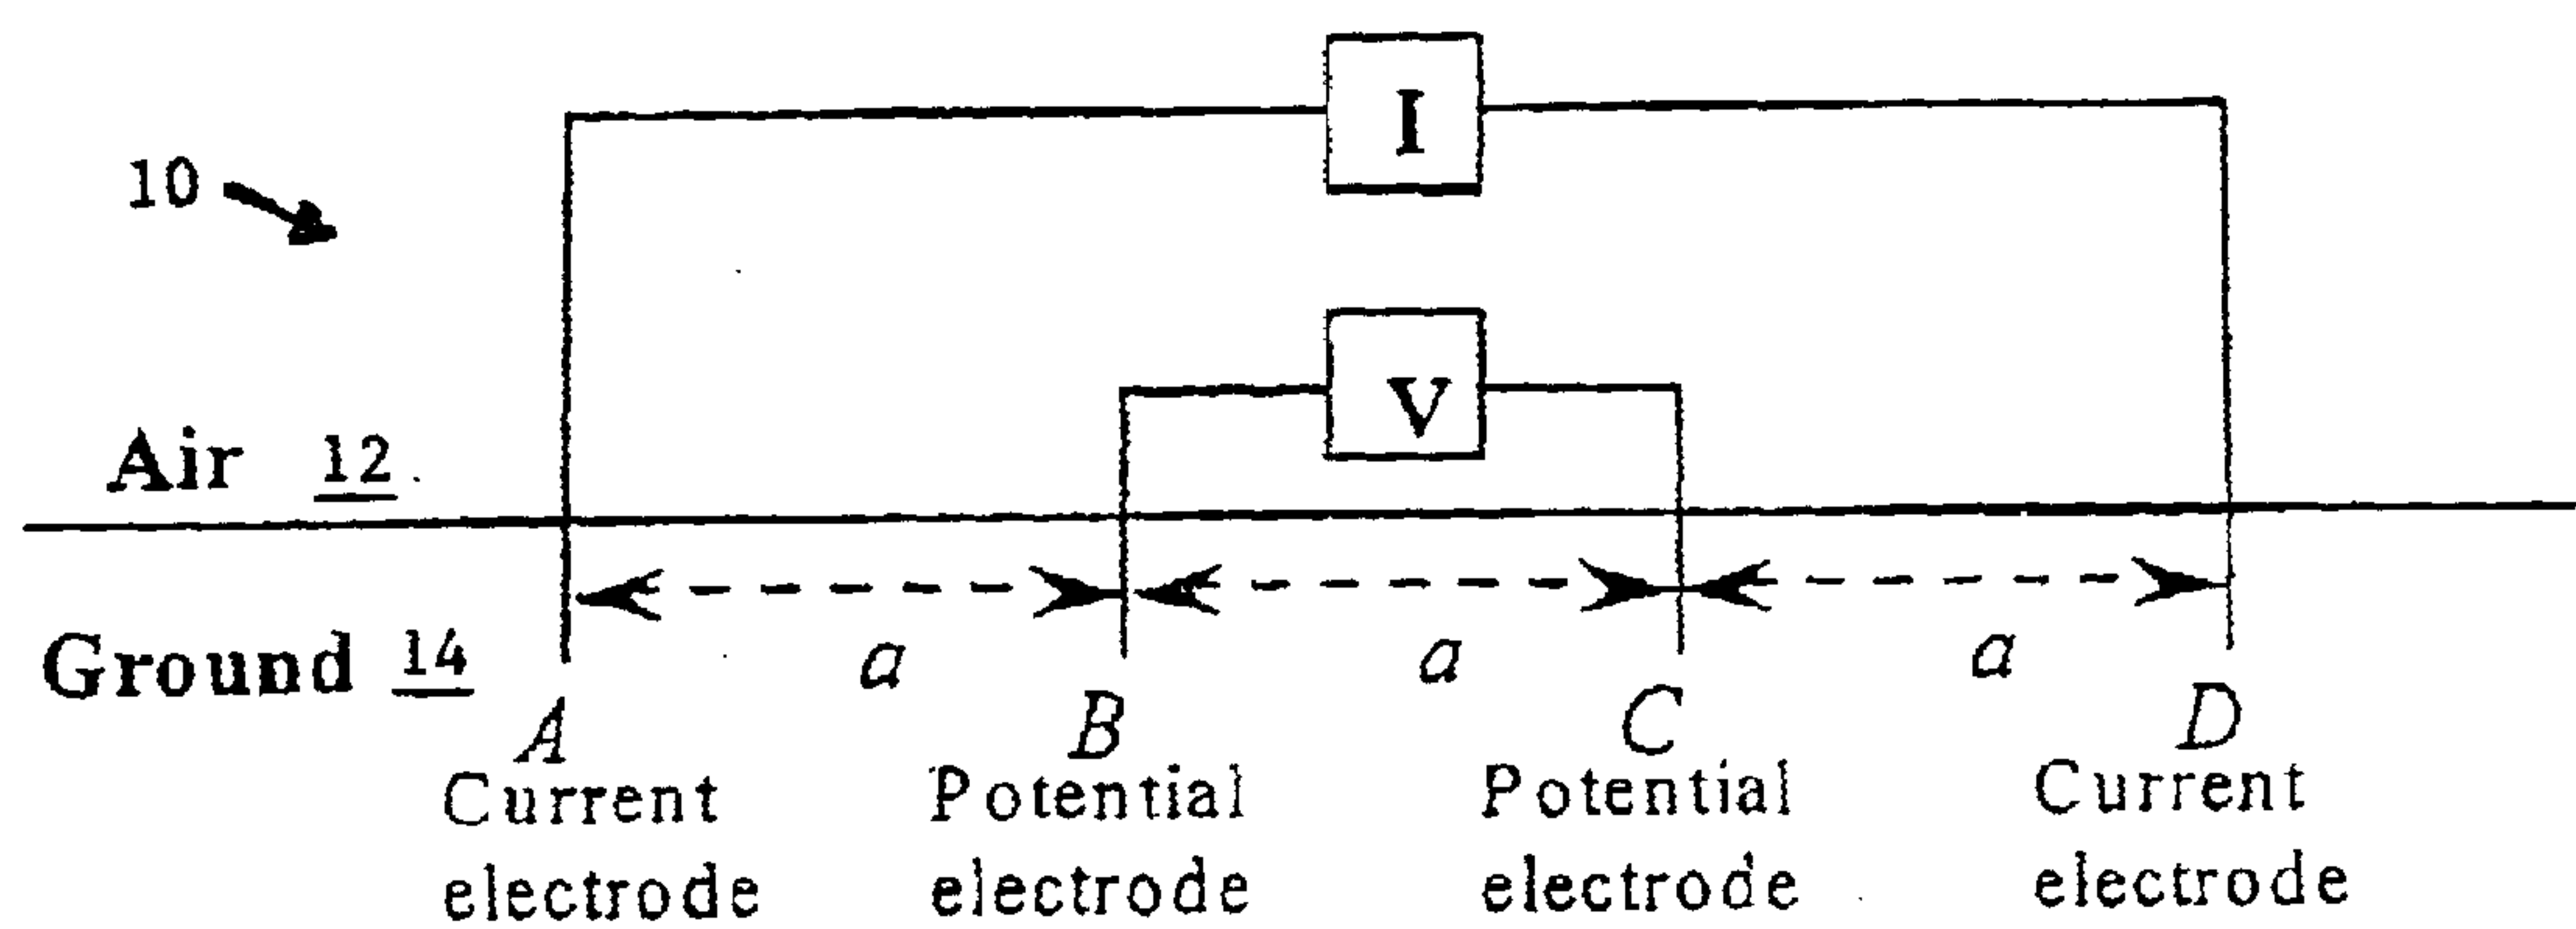 I
10
V
Air 12
Ground 14
a a a
A B C D
Current Potential Potential Current
electrode electrode electrode electrode